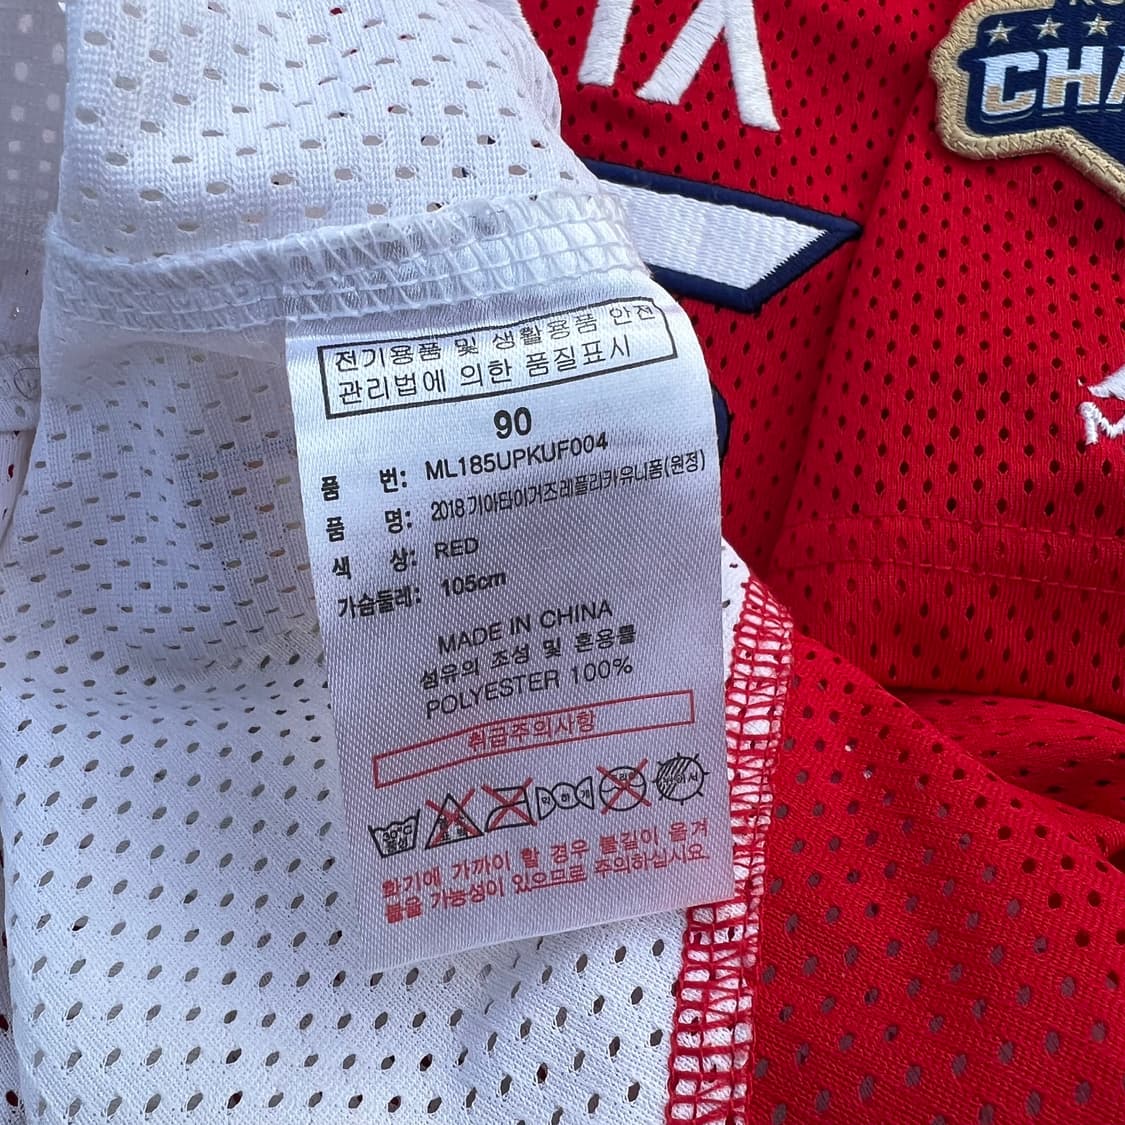 CHA
전기용품 및 생활용품 안전
관리법에 의한 품질표시
90
품 번: ML185UPKUF004
품 명: 2018 기아타이거즈레플리카유니폼(원정)
색 상: RED
가슴둘레: 105cm
MADE IN CHINA
섬유의 조성 및 혼용률
POLYESTER 100%
취급주의사항
30°C
약하게
화기에 가까이 할 경우 불길이 옮겨
붙을 가능성이 있으므로 주의하십시요.